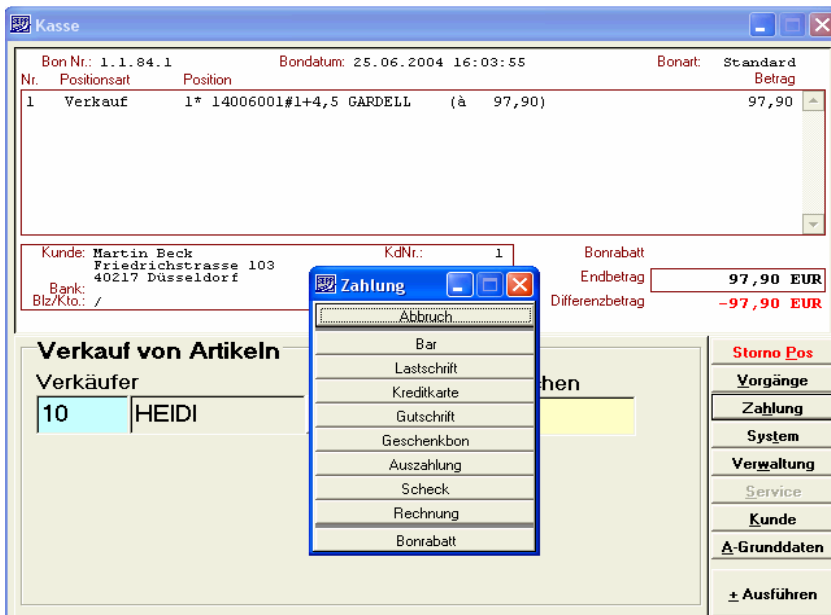 Kasse
Bon Nr.: 1.1.84.1 Bondatum: 25.06.2004 16:03:55 Bonart: Standard
Nr. Positionsart Position Betrag
1 Verkauf 1* 14006001#1+4,5 GARDELL (à 97,90) 97,90
Kunde: Martin Beck KdNr.: 1 Bonrabatt
Friedrichstrasse 103
40217 Düsseldorf Endbetrag 97,90 EUR
Bank:
Blz/Kto.: / Differenzbetrag -97,90 EUR
Zahlung
Abbruch
Bar
Lastschrift
Kreditkarte
Gutschrift
Geschenkbon
Auszahlung
Scheck
Rechnung
Bonrabatt
Verkauf von Artikeln
Verkäufer hen
10 HEIDI
Storno Pos
Vorgänge
Zahlung
System
Verwaltung
Service
Kunde
A-Grunddaten
+ Ausführen